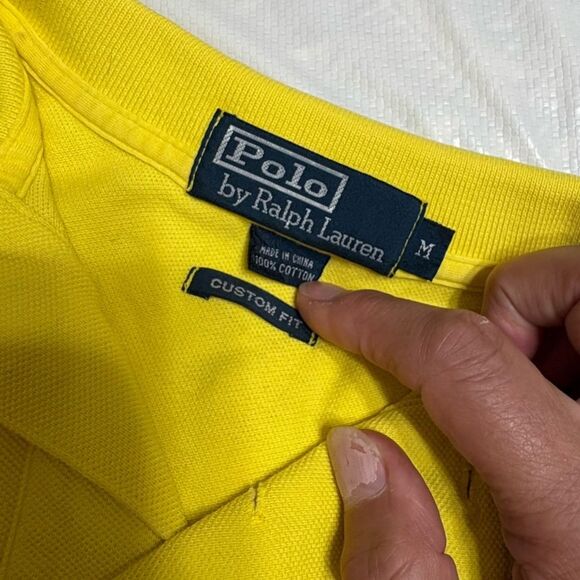 Polo
by Ralph Lauren
M
MADE IN CHINA
100% COTTON
CUSTOM FIT